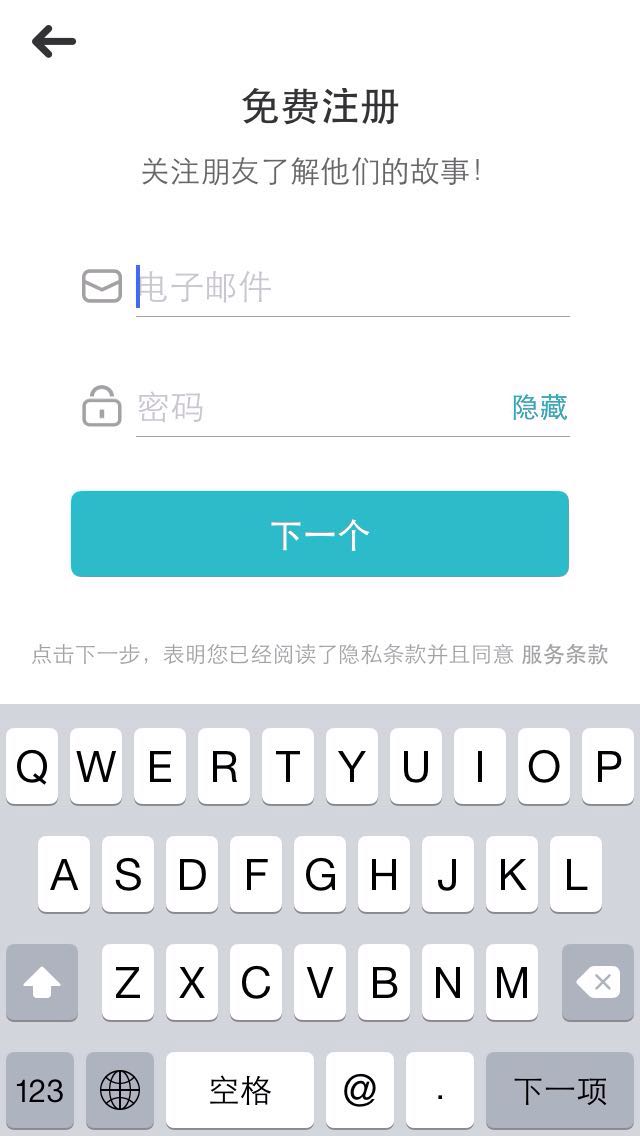 免费注册
关注朋友了解他们的故事！
电子邮件
密码 隐藏
下一个
点击下一步，表明您已经阅读了隐私条款并且同意 服务条款
Q W E R T Y U I O P
A S D F G H J K L
Z X C V B N M
123 空格 @ . 下一项